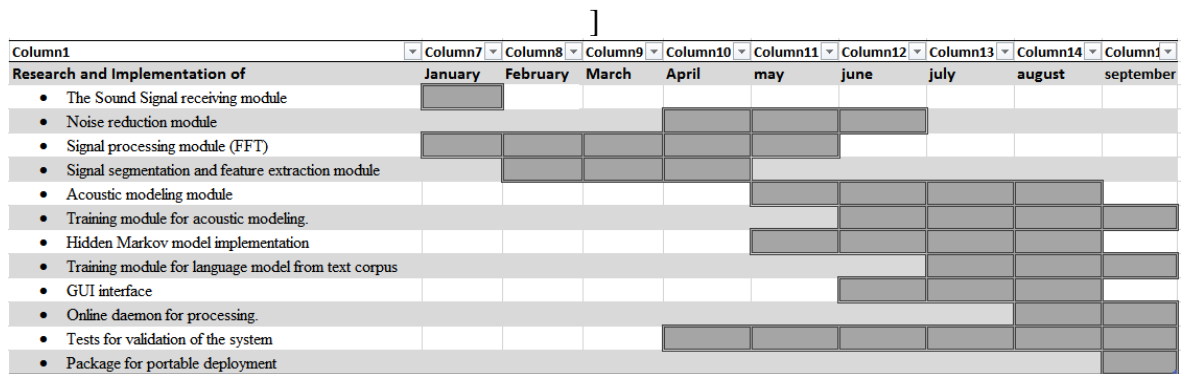 ]
Column1 Column7 Column8 Column9 Column10 Column11 Column12 Column13 Column14 Column1
Research and Implementation of January February March April may june july august september
• The Sound Signal receiving module
• Noise reduction module
• Signal processing module (FFT)
• Signal segmentation and feature extraction module
• Acoustic modeling module
• Training module for acoustic modeling.
• Hidden Markov model implementation
• Training module for language model from text corpus
• GUI interface
• Online daemon for processing.
• Tests for validation of the system
• Package for portable deployment